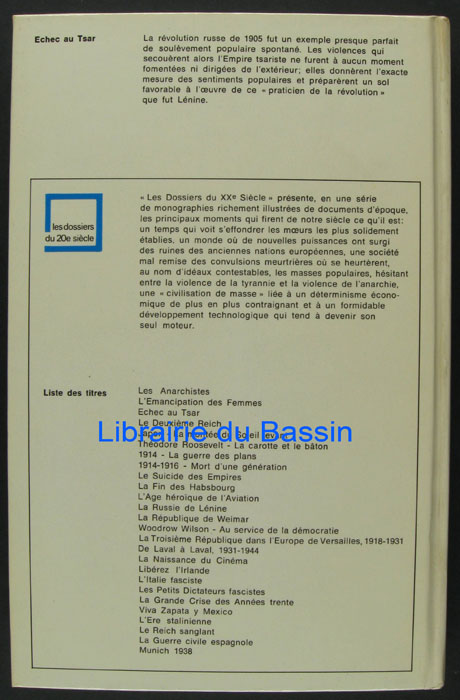 Echec au Tsar
La révolution russe de 1905 fut un exemple presque parfait
de soulèvement populaire spontané. Les violences qui
secouèrent alors l'Empire tsariste ne furent à aucun moment
fomentées ni dirigées de l'extérieur; elles donnèrent l'exacte
mesure des sentiments populaires et préparèrent un sol
favorable à l'œuvre de ce « praticien de la révolution »
que fut Lénine.
les dossiers
du 20e siècle
« Les Dossiers du XXe Siècle » présente, en une série
de monographies richement illustrées de documents d'époque,
les principaux moments qui firent de notre siècle ce qu'il est:
un temps qui voit s'effondrer les mœurs les plus solidement
établies, un monde où de nouvelles puissances ont surgi
des ruines des anciennes nations européennes, une société
mal remise des convulsions meurtrières où se heurtèrent,
au nom d'idéaux contestables, les masses populaires, hésitant
entre la violence de la tyrannie et la violence de l'anarchie,
une « civilisation de masse » liée à un déterminisme écono-
mique de plus en plus contraignant et à un formidable
développement technologique qui tend à devenir son
seul moteur.
Liste des titres
Les Anarchistes
L'Emancipation des Femmes
Echec au Tsar
Le Deuxième Reich
Librairie du Bassin
Soleil
Théodore Roosevelt - La carotte et le bâton
1914 - La guerre des plans
1914-1916 - Mort d'une génération
Le Suicide des Empires
La Fin des Habsbourg
L'Age héroïque de l'Aviation
La Russie de Lénine
La République de Weimar
Woodrow Wilson - Au service de la démocratie
La Troisième République dans l'Europe de Versailles, 1918-1931
De Laval à Laval, 1931-1944
La Naissance du Cinéma
Libérez l'Irlande
L'Italie fasciste
Les Petits Dictateurs fascistes
La Grande Crise des Années trente
Viva Zapata y Mexico
L'Ere stalinienne
Le Reich sanglant
La Guerre civile espagnole
Munich 1938